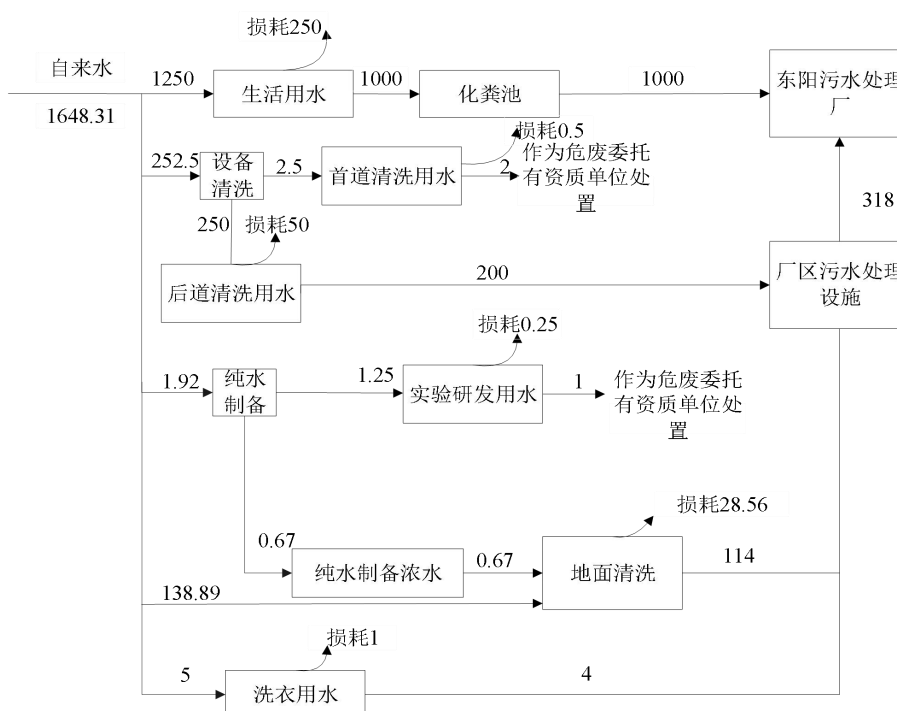 损耗250
自来水
1250
生活用水
1000
化粪池
1000
东阳污水处理
厂
1648.31
损耗0.5
252.5
设备
清洗
2.5
首道清洗用水
2
作为危废委托
有资质单位处
置
318
250
损耗50
后道清洗用水
200
厂区污水处理
设施
损耗0.25
1.92
纯水
制备
1.25
实验研发用水
1
作为危废委托
有资质单位处
置
损耗28.56
0.67
纯水制备浓水
0.67
地面清洗
114
138.89
损耗1
5
洗衣用水
4